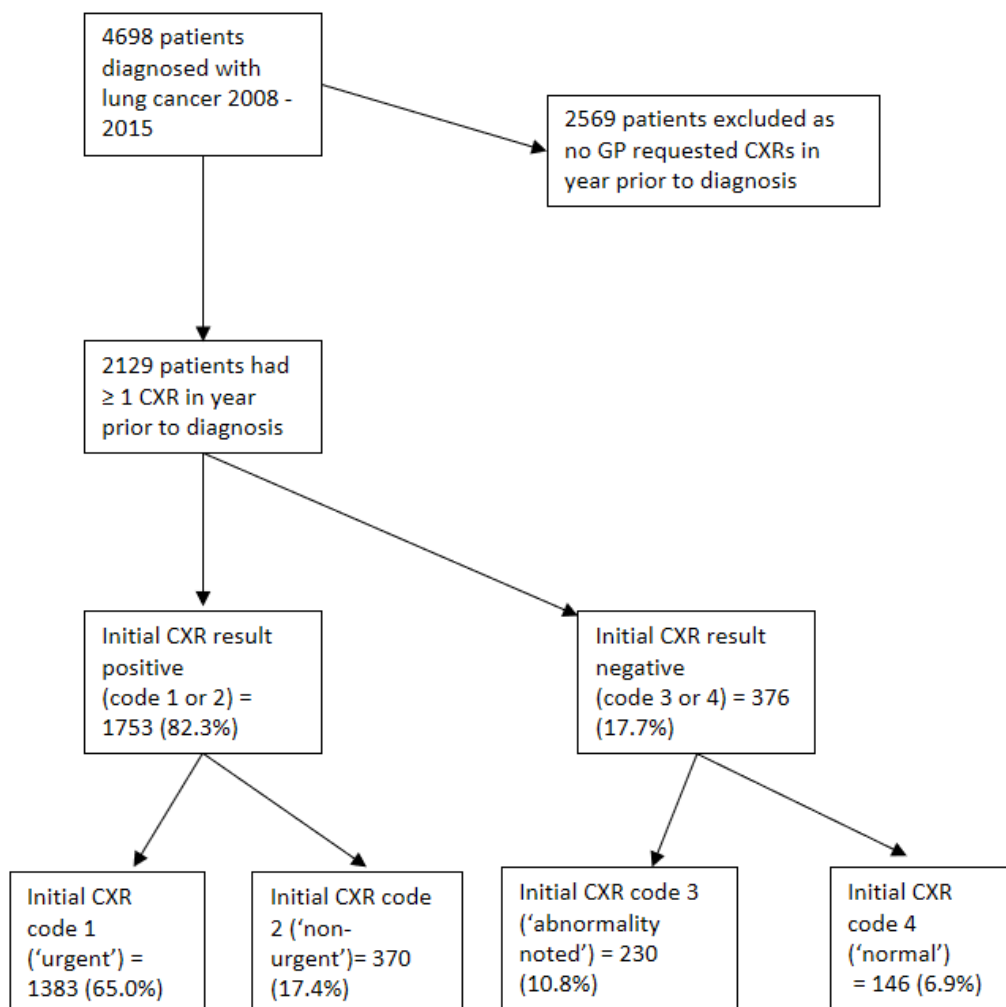 4698 patients
diagnosed with
lung cancer 2008 -
2015
2569 patients excluded as
no GP requested CXRs in
year prior to diagnosis
2129 patients had
≥ 1 CXR in year
prior to diagnosis
Initial CXR result
positive
(code 1 or 2) =
1753 (82.3%)
Initial CXR result
negative
(code 3 or 4) = 376
(17.7%)
Initial CXR
code 1
(‘urgent’) =
1383 (65.0%)
Initial CXR code
2 (‘non-
urgent’)= 370
(17.4%)
Initial CXR code 3
(‘abnormality
noted’) = 230
(10.8%)
Initial CXR
code 4
(‘normal’)
= 146 (6.9%)